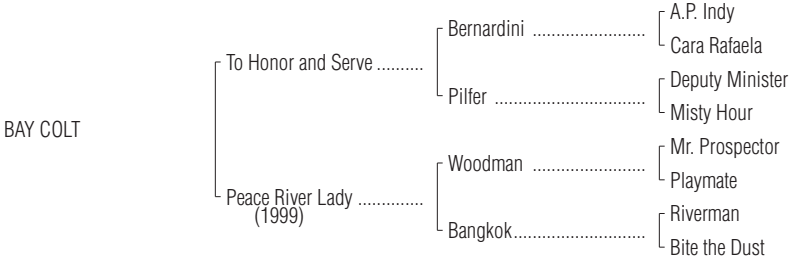 A.P. Indy
Bernardini ........................
Cara Rafaela
To Honor and Serve ..........
Deputy Minister
Pilfer ................................
Misty Hour
BAY COLT
Mr. Prospector
Woodman ........................
Playmate
Peace River Lady ..............
(1999)
Riverman
Bangkok............................
Bite the Dust